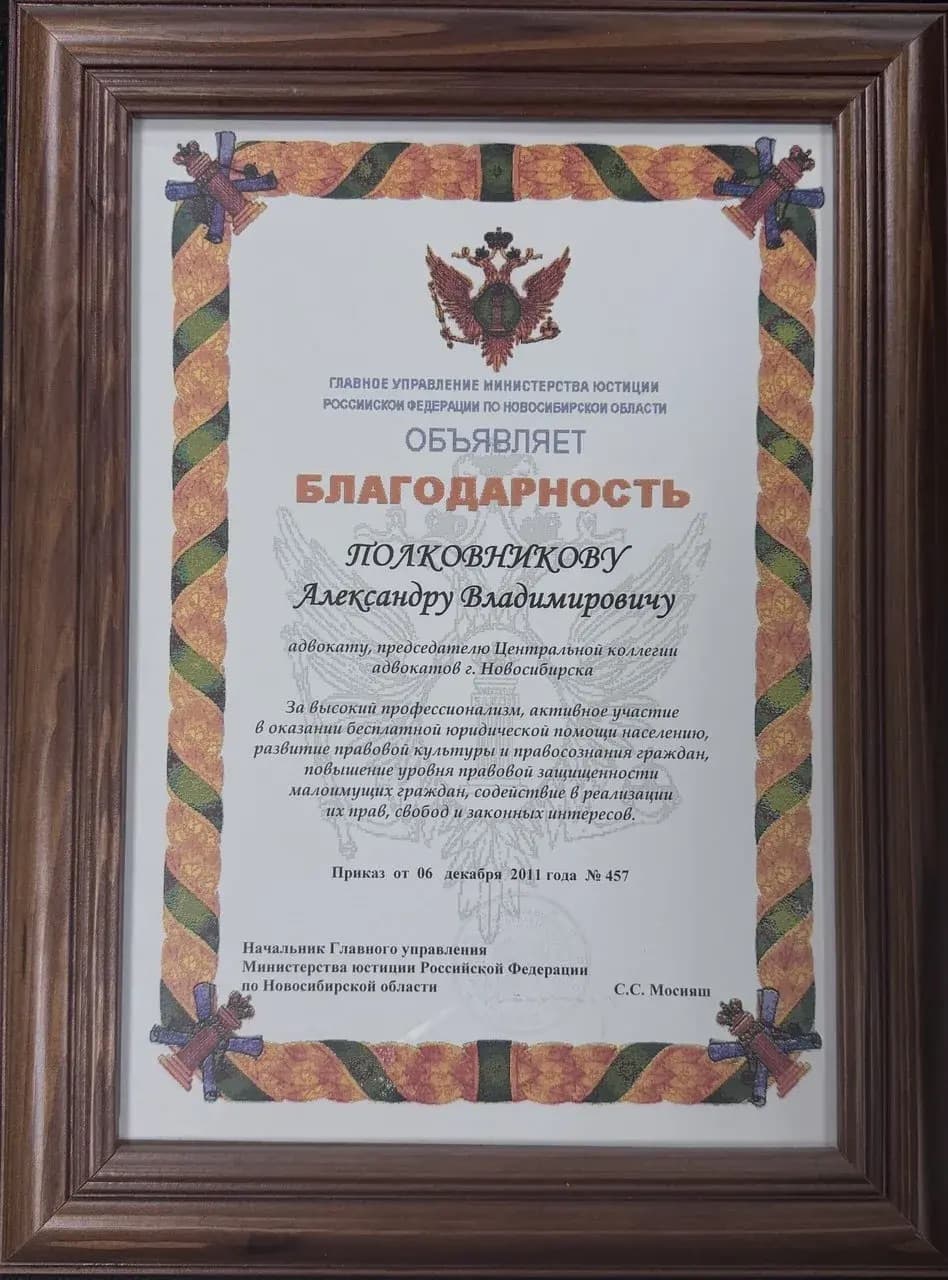 ГЛАВНОЕ УПРАВЛЕНИЕ МИНИСТЕРСТВА ЮСТИЦИИ
РОССИЙСКОЙ ФЕДЕРАЦИИ ПО НОВОСИБИРСКОЙ ОБЛАСТИ
ОБЪЯВЛЯЕТ
БЛАГОДАРНОСТЬ
ПОЛКОВНИКОВУ
Александру Владимировичу
адвокату, председателю Центральной коллегии
адвокатов г. Новосибирска
За высокий профессионализм, активное участие
в оказании бесплатной юридической помощи населению,
развитие правовой культуры и правосознания граждан,
повышение уровня правовой защищенности
малоимущих граждан, содействие в реализации
их прав, свобод и законных интересов.
Приказ от 06 декабря 2011 года № 457
Начальник Главного управления
Министерства юстиции Российской Федерации
по Новосибирской области
С.С. Мосияш